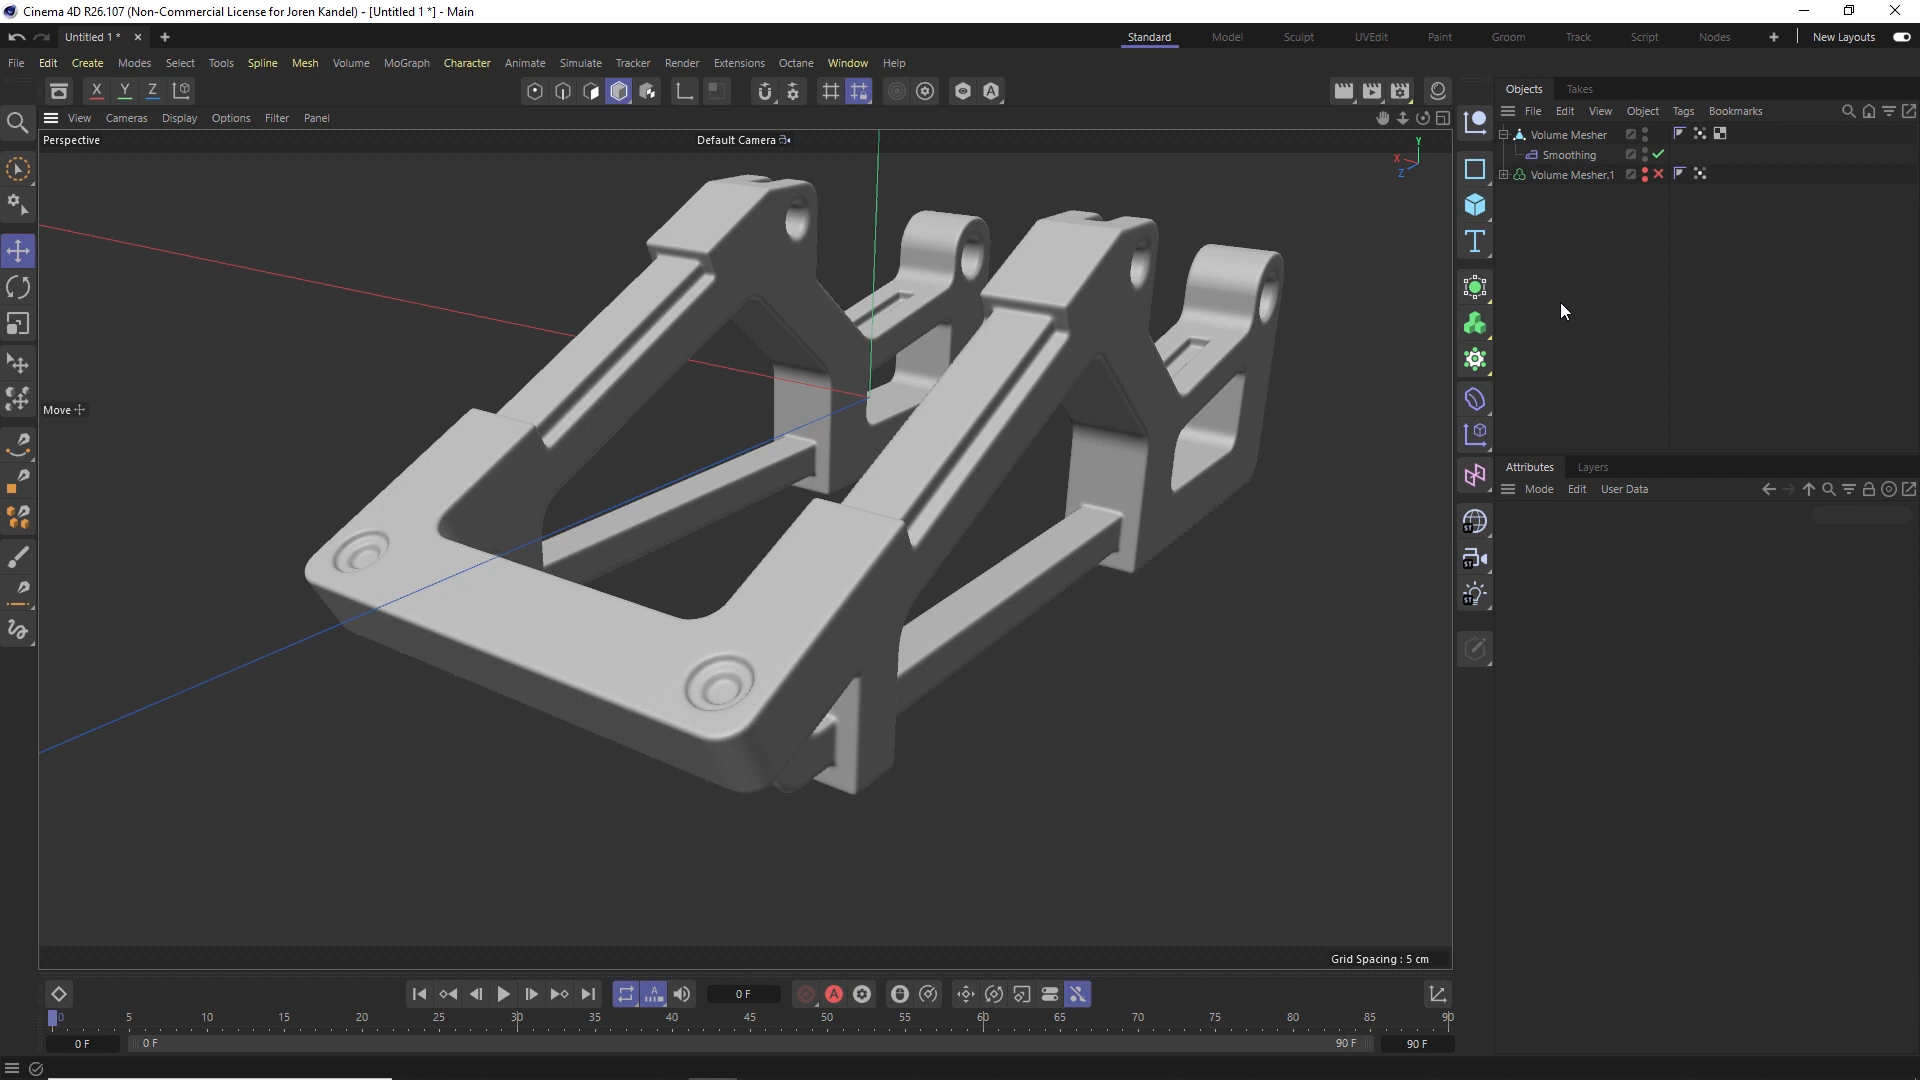 Cinema 4D R26.107 (Non-Commercial License for Joren Kandel) - [Untitled 1 *] - Main
Untitled 1 *
Standard Model Sculpt UVEdit Paint Groom Track Script Nodes New Layouts
File Edit Create Modes Select Tools Spline Mesh Volume MoGraph Character Animate Simulate Tracker Render Extensions Octane Window Help
X Y Z
Objects Takes
View Cameras Display Options Filter Panel
File Edit View Object Tags Bookmarks
Perspective
Default Camera
Y
X
Z
Volume Mesher
Smoothing
Volume Mesher.1
Move
Attributes Layers
Mode Edit User Data
ST
ST
ST
Grid Spacing : 5 cm
0 F
0 5 10 15 20 25 30 35 40 45 50 55 60 65 70 75 80 85 90
0 F 0 F 90 F 90 F